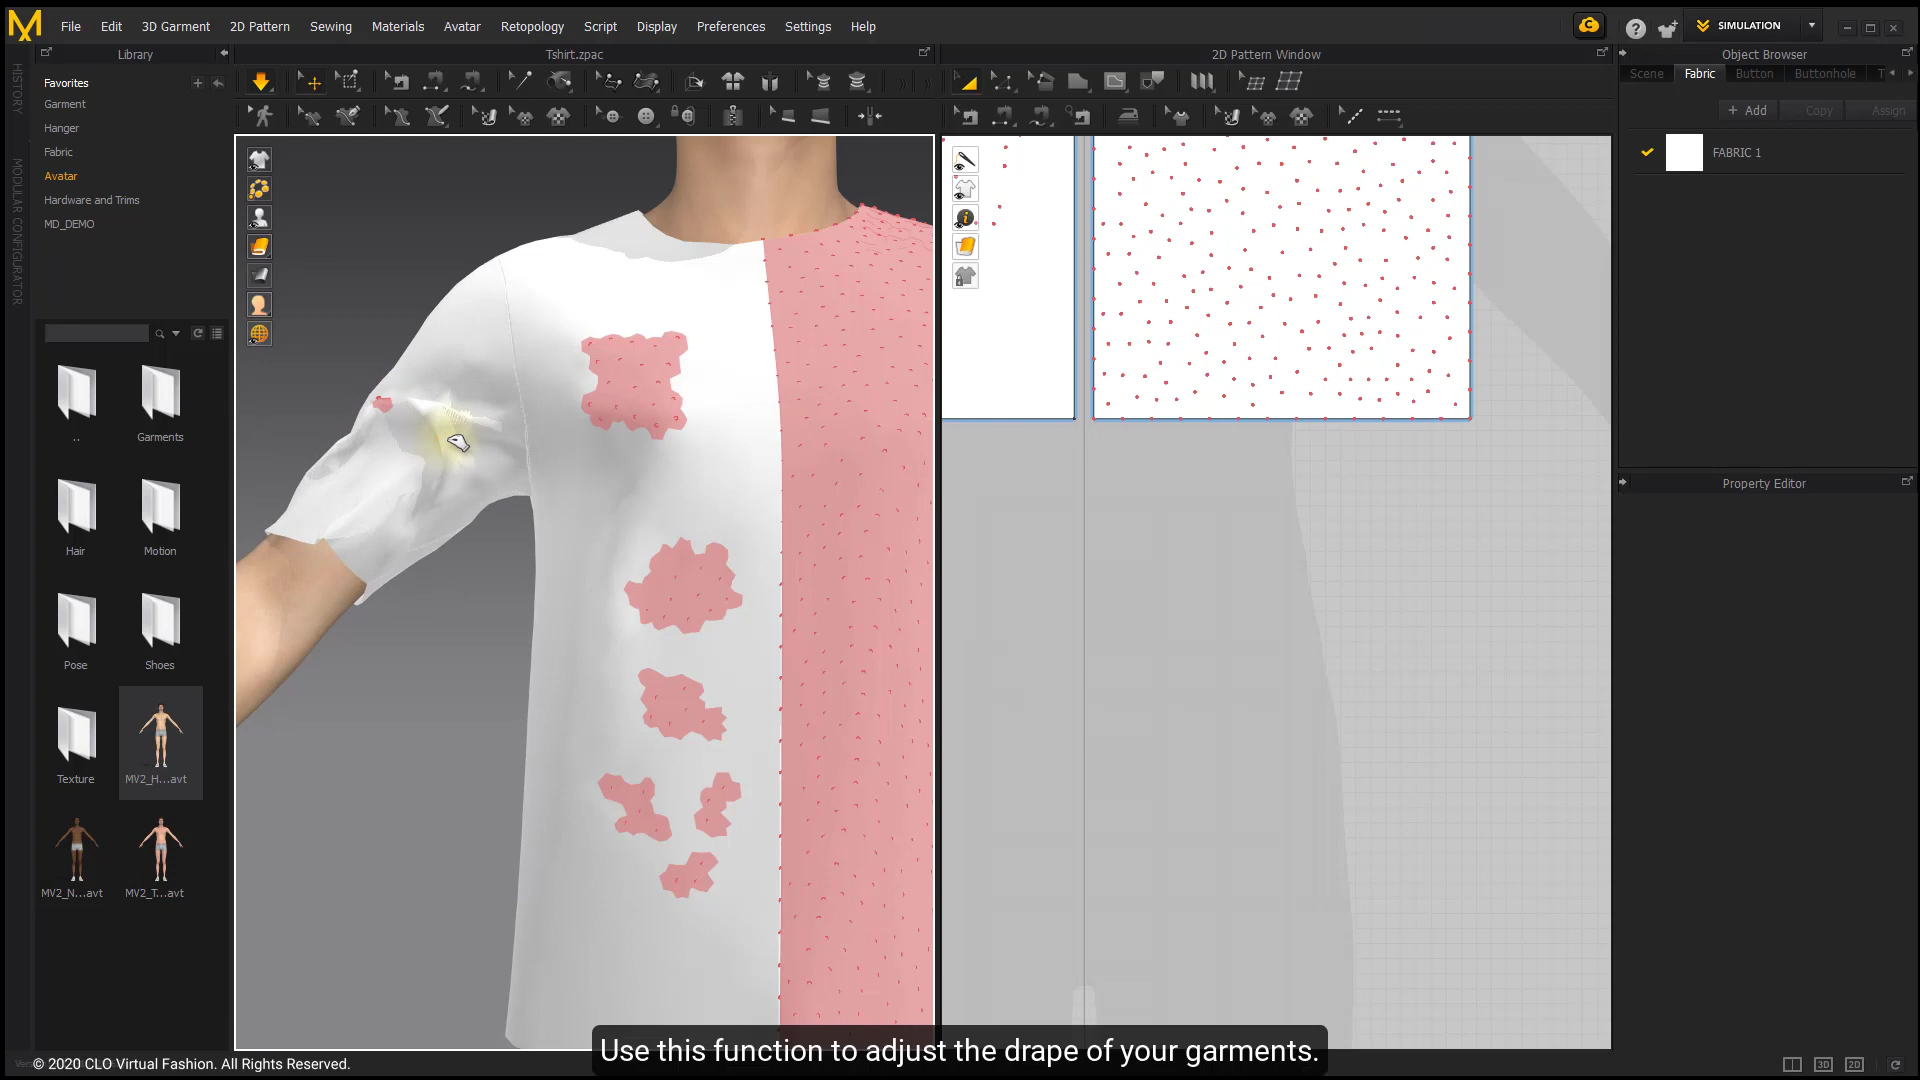 File Edit 3D Garment 2D Pattern Sewing Materials Avatar Retopology Script Display Preferences Settings Help
SIMULATION
Library
Tshirt.zpac
2D Pattern Window
Object Browser
HISTORY
MODULAR CONFIGURATOR
Favorites
Garment
Hanger
Fabric
Avatar
Hardware and Trims
MD_DEMO
Scene Fabric Button Buttonhole T
+ Add Copy Assign
FABRIC 1
Property Editor
..
Garments
Hair
Motion
Pose
Shoes
Texture
MV2_H...avt
MV2_N...avt
MV2_T...avt
Use this function to adjust the drape of your garments.
© 2020 CLO Virtual Fashion. All Rights Reserved.
3D
2D